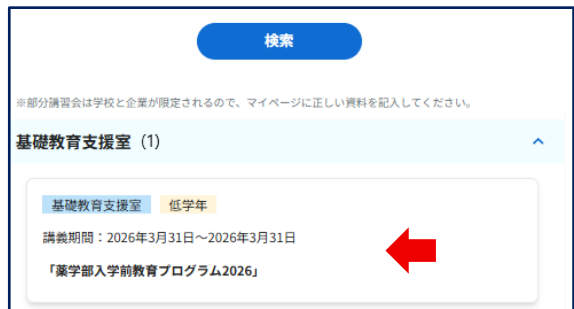 検索
※部分講習会は学校と企業が限定されるので、マイページに正しい資料を記入してください。
基礎教育支援室（1）
基礎教育支援室 低学年
講義期間：2026年3月31日～2026年3月31日
「薬学部入学前教育プログラム2026」